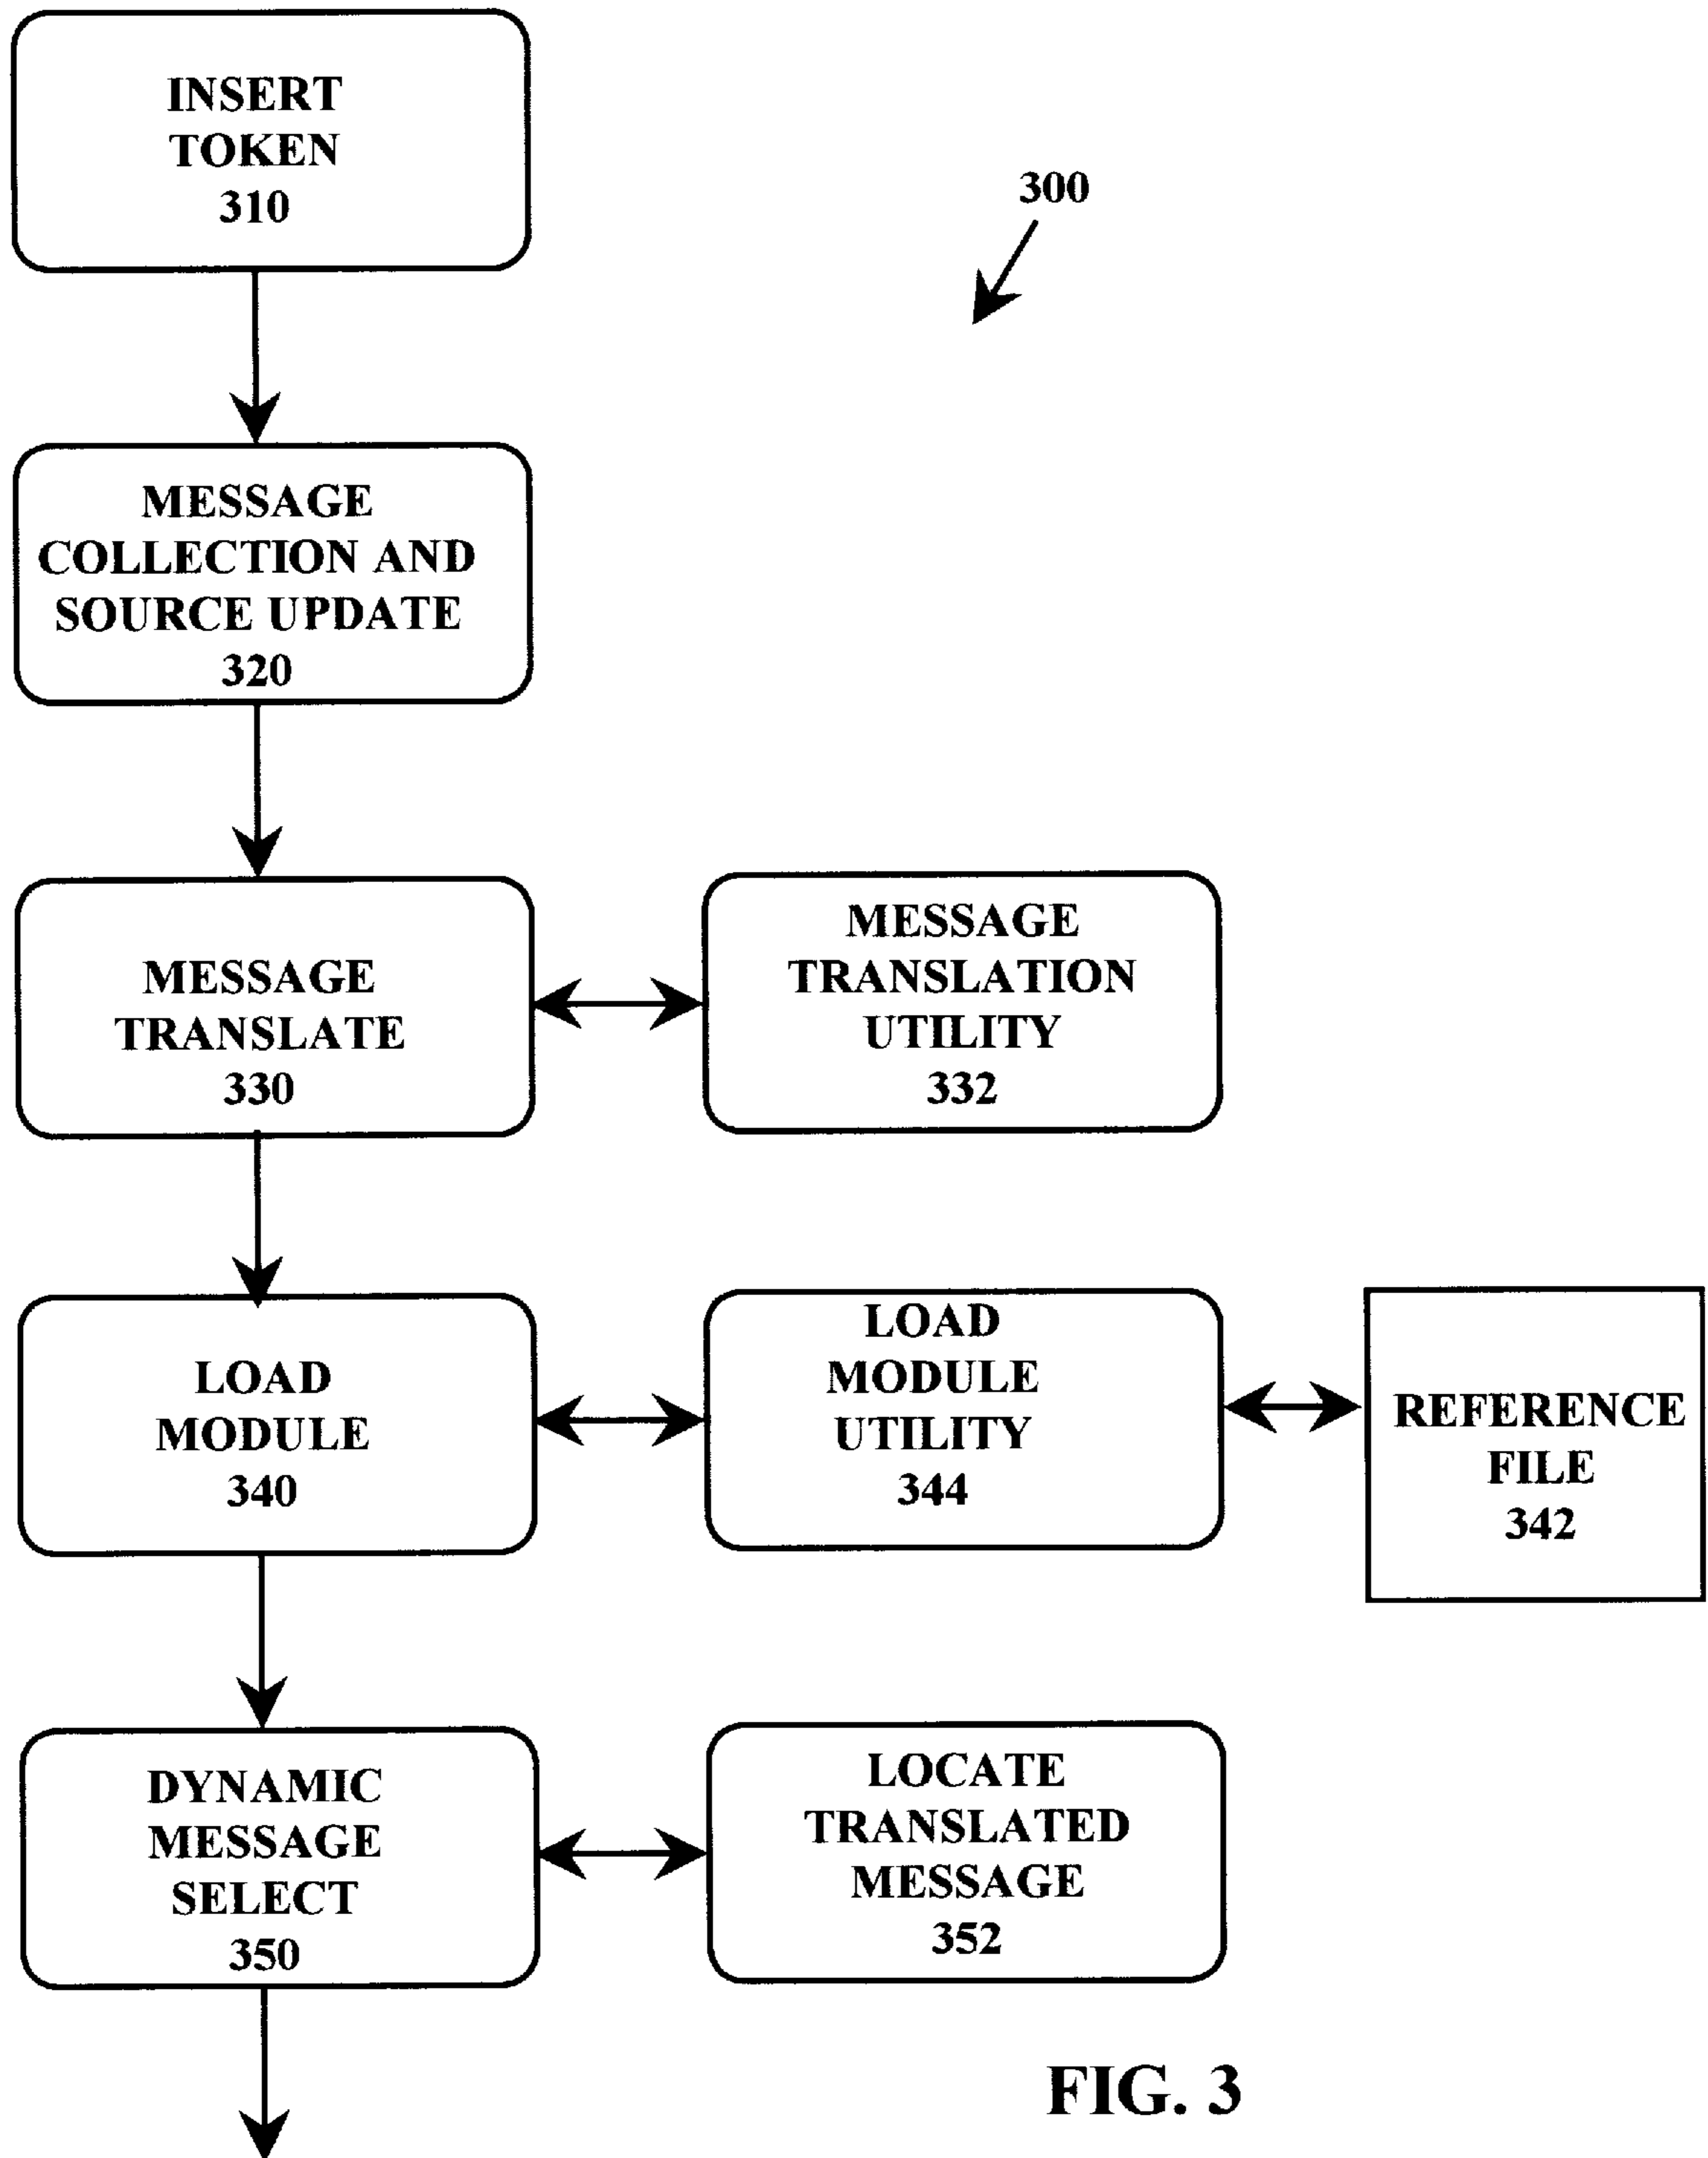 INSERT
TOKEN
310
300
MESSAGE
COLLECTION AND
SOURCE UPDATE
320
MESSAGE
TRANSLATE
330
MESSAGE
TRANSLATION
UTILITY
332
LOAD
MODULE
340
LOAD
MODULE
UTILITY
344
REFERENCE
FILE
342
DYNAMIC
MESSAGE
SELECT
350
LOCATE
TRANSLATED
MESSAGE
352
FIG. 3